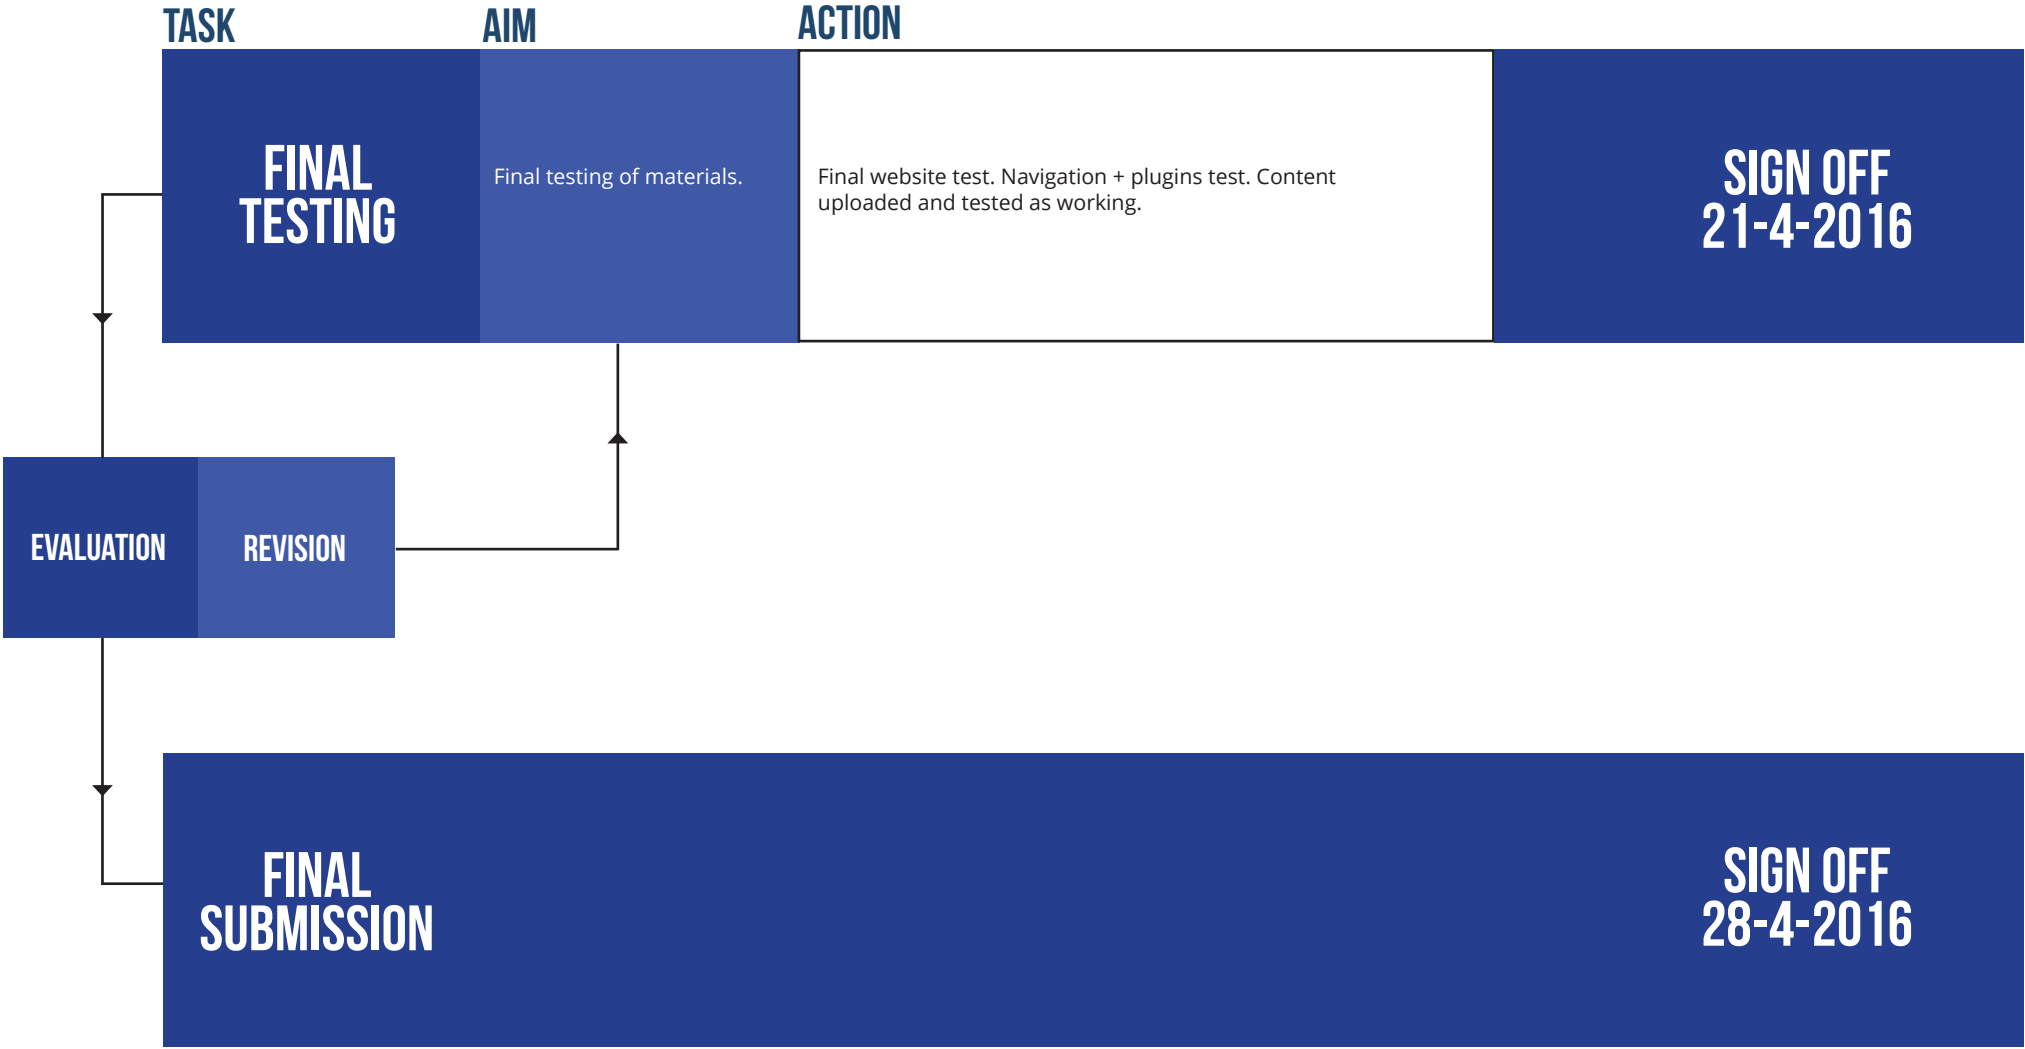 TASK
AIM
ACTION
FINAL
TESTING
Final testing of materials.
Final website test. Navigation + plugins test. Content
uploaded and tested as working.
SIGN OFF
21-4-2016
EVALUATION
REVISION
FINAL
SUBMISSION
SIGN OFF
28-4-2016